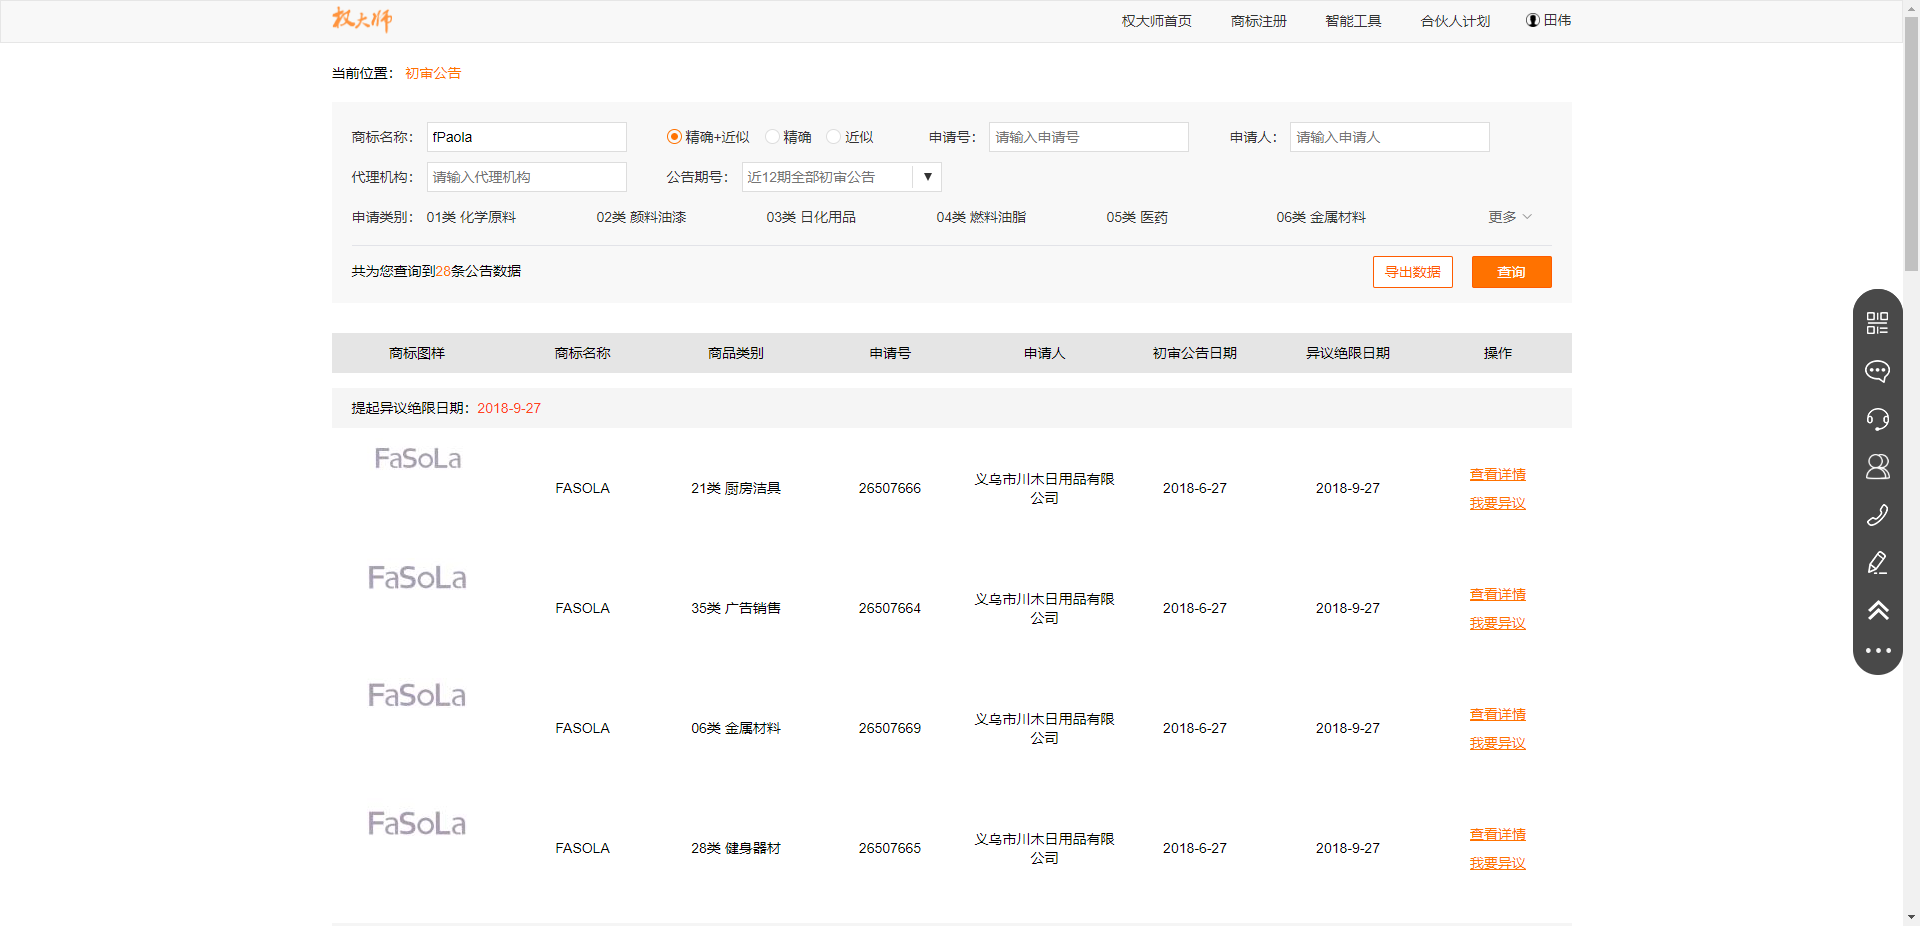 权大师 权大师首页 商标注册 智能工具 合伙人计划 田伟
当前位置： 初审公告
商标名称： fPaola 精确+近似 精确 近似 申请号： 请输入申请号 申请人： 请输入申请人
代理机构： 请输入代理机构 公告期号： 近12期全部初审公告 ▼
申请类别： 01类 化学原料 02类 颜料油漆 03类 日化用品 04类 燃料油脂 05类 医药 06类 金属材料 更多
共为您查询到28条公告数据 导出数据 查询
商标图样 商标名称 商品类别 申请号 申请人 初审公告日期 异议绝限日期 操作
提起异议绝限日期：2018-9-27
FaSoLa FASOLA 21类 厨房洁具 26507666 义乌市川木日用品有限
公司 2018-6-27 2018-9-27 查看详情
我要异议
FaSoLa FASOLA 35类 广告销售 26507664 义乌市川木日用品有限
公司 2018-6-27 2018-9-27 查看详情
我要异议
FaSoLa FASOLA 06类 金属材料 26507669 义乌市川木日用品有限
公司 2018-6-27 2018-9-27 查看详情
我要异议
FaSoLa FASOLA 28类 健身器材 26507665 义乌市川木日用品有限
公司 2018-6-27 2018-9-27 查看详情
我要异议